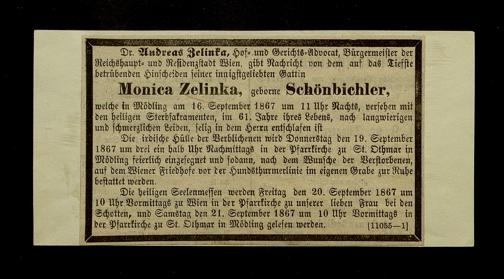 Dr. Andreas Zelinka, Hof- und Gerichts-Advocat, Bürgermeister der
Reichshaupt- und Residenzstadt Wien, gibt Nachricht von dem auf das Tiefste
betrübenden Hinscheiden seiner innigstgeliebten Gattin
Monica Zelinka, geborne Schönbichler,
welche in Mödling am 16. September 1867 um 11 Uhr Nachts, versehen mit
den heiligen Sterbsakramenten, im 61. Jahre ihres Lebens, nach langwierigen
und schmerzlichen Leiden, selig in dem Herrn entschlafen ist
Die irdische Hülle der Verblichenen wird Donnerstag den 19. September
1867 um drei ein halb Uhr Nachmittags in der Pfarrkirche zu St. Othmar in
Mödling feierlich eingesegnet und sodann, nach dem Wunsche der Verstorbenen,
auf dem Wiener Friedhofe vor der Hundsthurmerlinie im eigenen Grabe zur Ruhe
bestattet werden.
Die heiligen Seelenmessen werden Freitag den 20. September 1867 um
10 Uhr Vormittags zu Wien in der Pfarrkirche zu unserer lieben Frau bei den
Schotten, und Samstag den 21. September 1867 um 10 Uhr Vormittags in
der Pfarrkirche zu St. Othmar in Mödling gelesen werden. [11055—1]